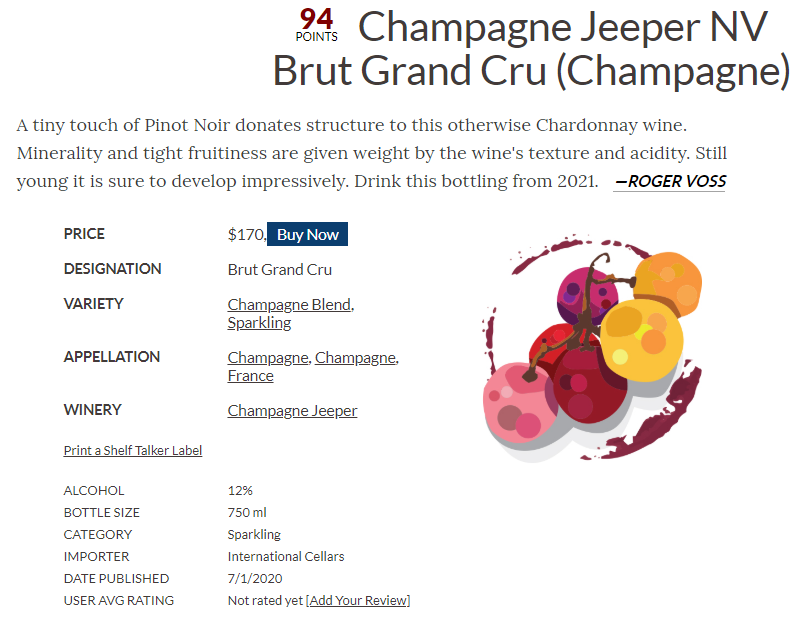 94
POINTS
Champagne Jeeper NV
Brut Grand Cru (Champagne)
A tiny touch of Pinot Noir donates structure to this otherwise Chardonnay wine.
Minerality and tight fruitiness are given weight by the wine's texture and acidity. Still
young it is sure to develop impressively. Drink this bottling from 2021. —ROGER VOSS
PRICE $170, Buy Now
DESIGNATION Brut Grand Cru
VARIETY Champagne Blend,
Sparkling
APPELLATION Champagne, Champagne,
France
WINERY Champagne Jeeper
Print a Shelf Talker Label
ALCOHOL 12%
BOTTLE SIZE 750 ml
CATEGORY Sparkling
IMPORTER International Cellars
DATE PUBLISHED 7/1/2020
USER AVG RATING Not rated yet [Add Your Review]